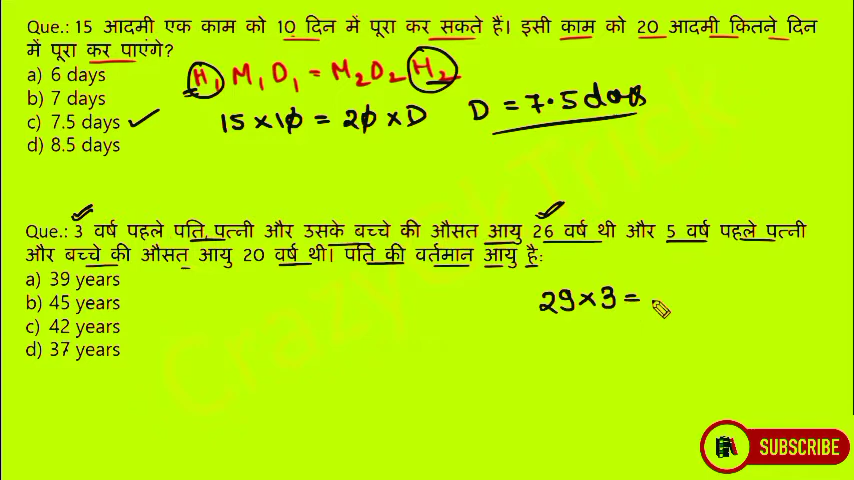 Que.: 15 आदमी एक काम को 10 दिन में पूरा कर सकते हैं। इसी काम को 20 आदमी कितने दिन
में पूरा कर पाएंगे?
a) 6 days
H₁ M₁ D₁ = M₂ D₂ H₂
b) 7 days
c) 7.5 days
15 × 10 = 20 × D
D = 7.5 days
d) 8.5 days
CrazyGkTrick
Que.: 3 वर्ष पहले पति, पत्नी और उसके बच्चे की औसत आयु 26 वर्ष थी और 5 वर्ष पहले पत्नी
और बच्चे की औसत आयु 20 वर्ष थी। पति की वर्तमान आयु है:
a) 39 years
b) 45 years
29 × 3 =
c) 42 years
d) 37 years
SUBSCRIBE